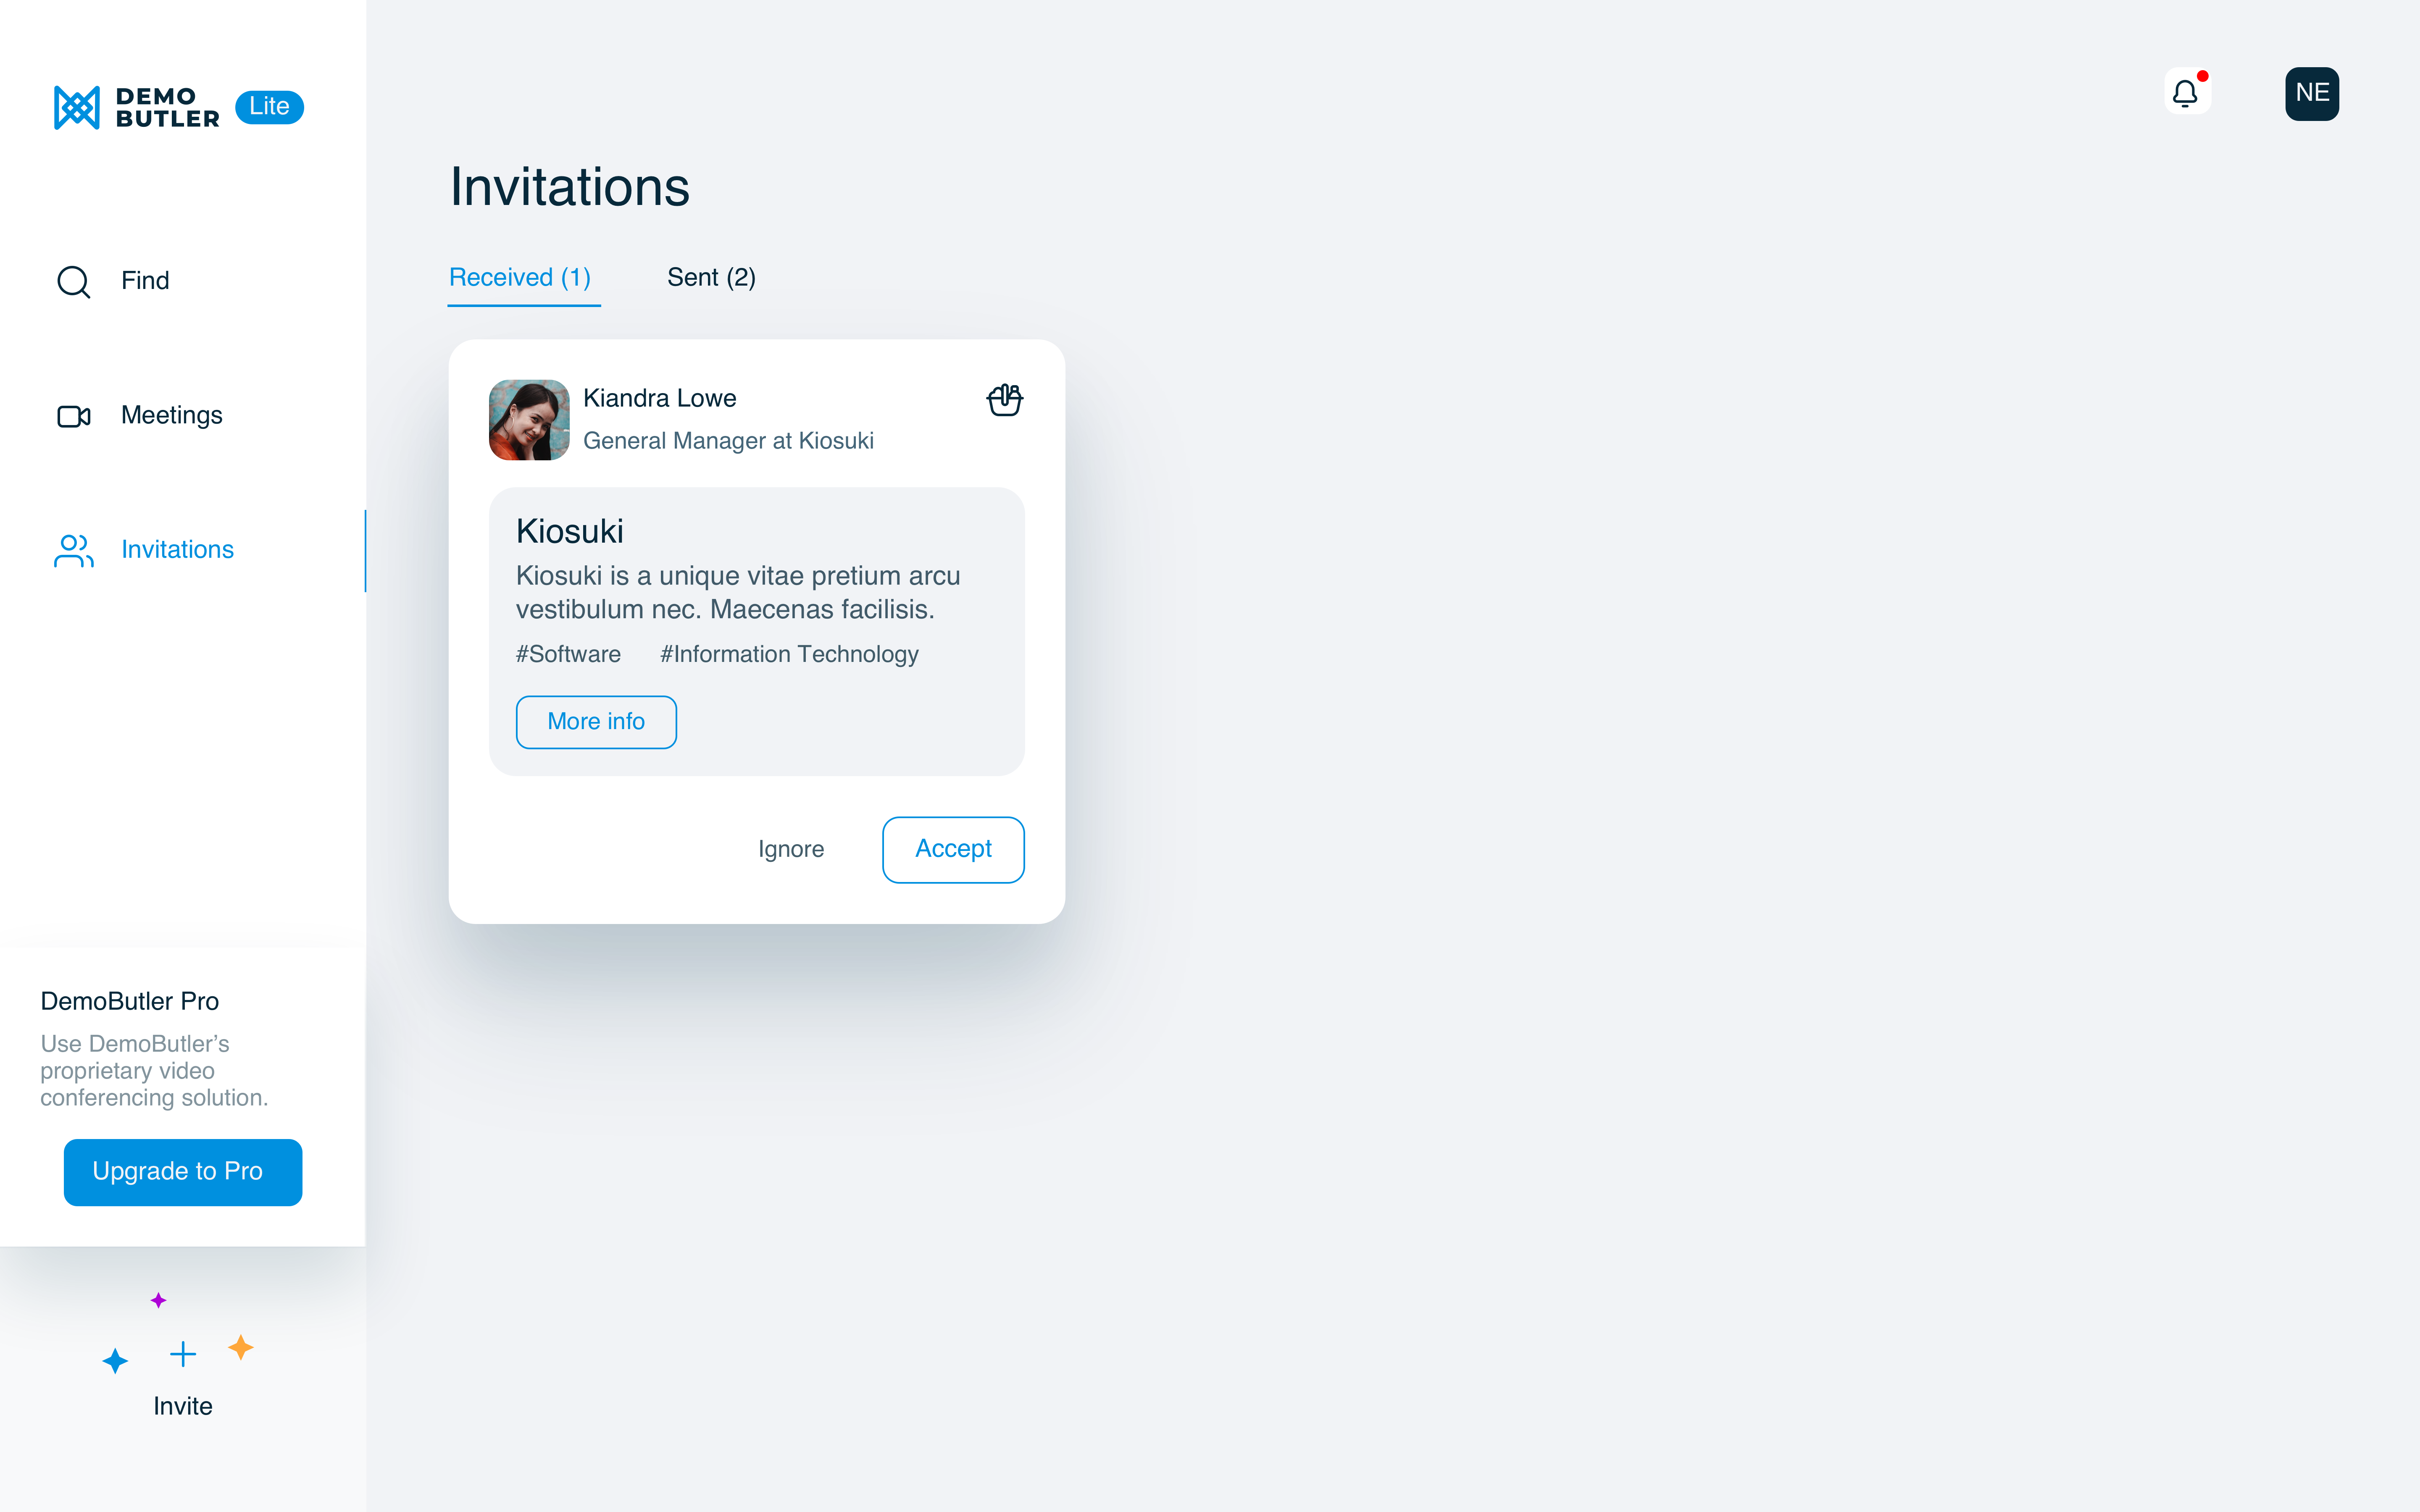 DEMO
BUTLER
Lite
NE
Find
Meetings
Invitations
DemoButler Pro
Use DemoButler’s
proprietary video
conferencing solution.
Upgrade to Pro
Invite
Invitations
Received (1)
Sent (2)
Kiandra Lowe
General Manager at Kiosuki
Kiosuki
Kiosuki is a unique vitae pretium arcu
vestibulum nec. Maecenas facilisis.
#Software #Information Technology
More info
Ignore
Accept